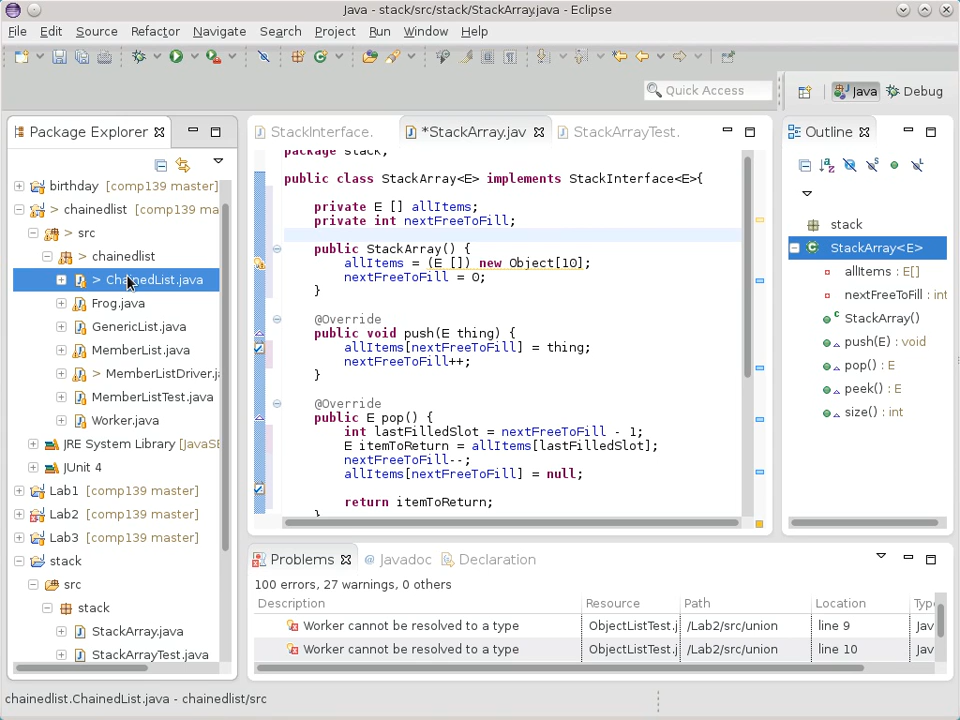 Java - stack/src/stack/StackArray.java - Eclipse
File Edit Source Refactor Navigate Search Project Run Window Help
Quick Access
Java
Debug
Package Explorer
birthday [comp139 master]
> chainedlist [comp139 ma
> src
> chainedlist
> ChainedList.java
Frog.java
GenericList.java
MemberList.java
> MemberListDriver.ja
MemberListTest.java
Worker.java
JRE System Library [JavaSE
JUnit 4
Lab1 [comp139 master]
Lab2 [comp139 master]
Lab3 [comp139 master]
stack
src
stack
StackArray.java
StackArrayTest.java
StackInterface.
*StackArray.jav
StackArrayTest.
package stack;
public class StackArray<E> implements StackInterface<E>{
private E [] allItems;
private int nextFreeToFill;
public StackArray() {
allItems = (E []) new Object[10];
nextFreeToFill = 0;
}
@Override
public void push(E thing) {
allItems[nextFreeToFill] = thing;
nextFreeToFill++;
}
@Override
public E pop() {
int lastFilledSlot = nextFreeToFill - 1;
E itemToReturn = allItems[lastFilledSlot];
nextFreeToFill--;
allItems[nextFreeToFill] = null;
return itemToReturn;
}
Outline
stack
StackArray<E>
allItems : E[]
nextFreeToFill : int
StackArray()
push(E) : void
pop() : E
peek() : E
size() : int
Problems
@ Javadoc
Declaration
100 errors, 27 warnings, 0 others
Description Resource Path Location Type
Worker cannot be resolved to a type ObjectListTest.j /Lab2/src/union line 9 Jav
Worker cannot be resolved to a type ObjectListTest.j /Lab2/src/union line 10 Jav
chainedlist.ChainedList.java - chainedlist/src